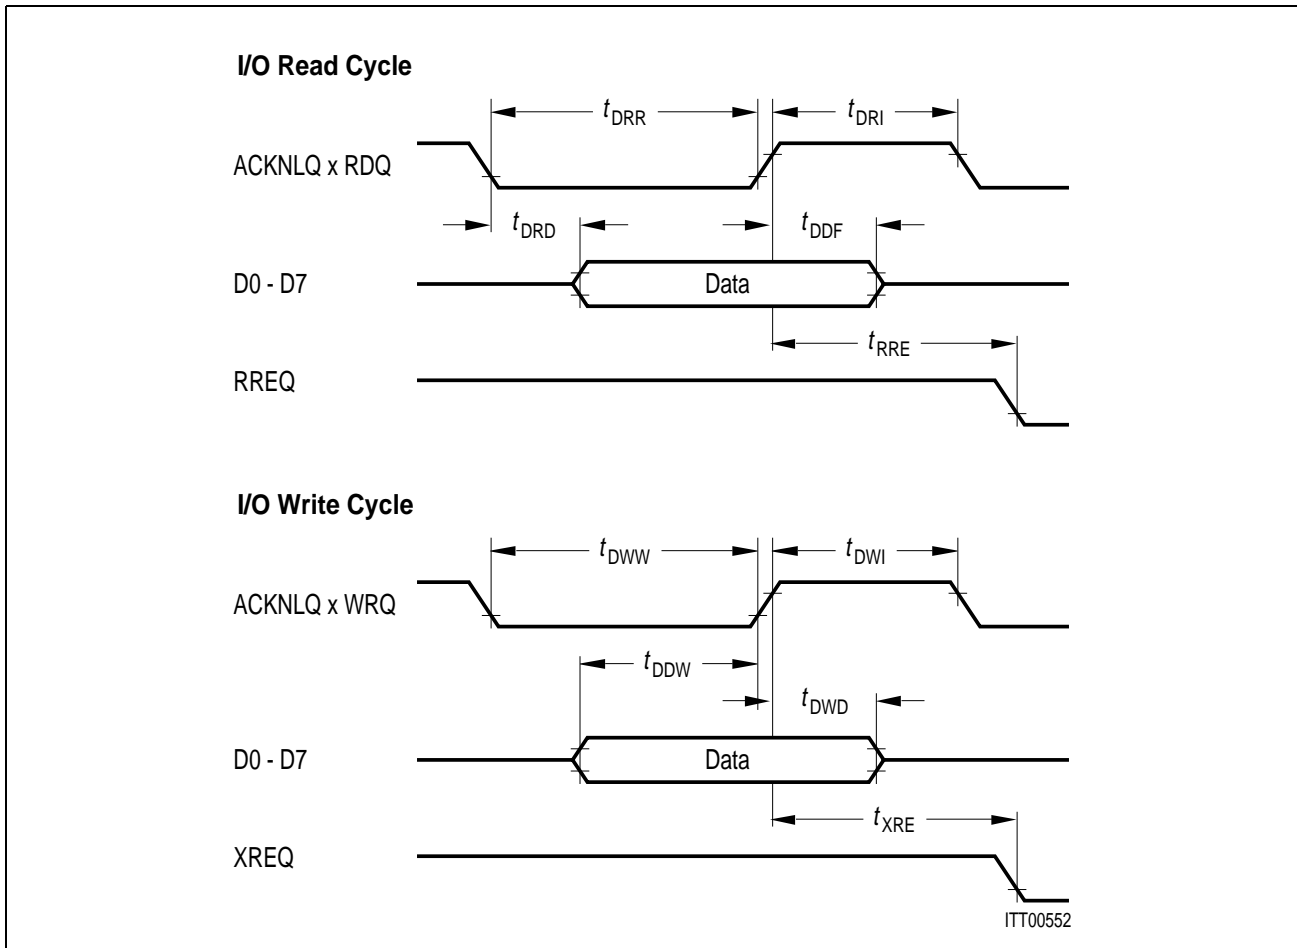 I/O Read Cycle
tDRR
tDRI
ACKNLQ x RDQ
tDRD
tDDF
D0 - D7
Data
tRRE
RREQ
I/O Write Cycle
tDWW
tDWI
ACKNLQ x WRQ
tDDW
tDWD
D0 - D7
Data
tXRE
XREQ
ITT00552